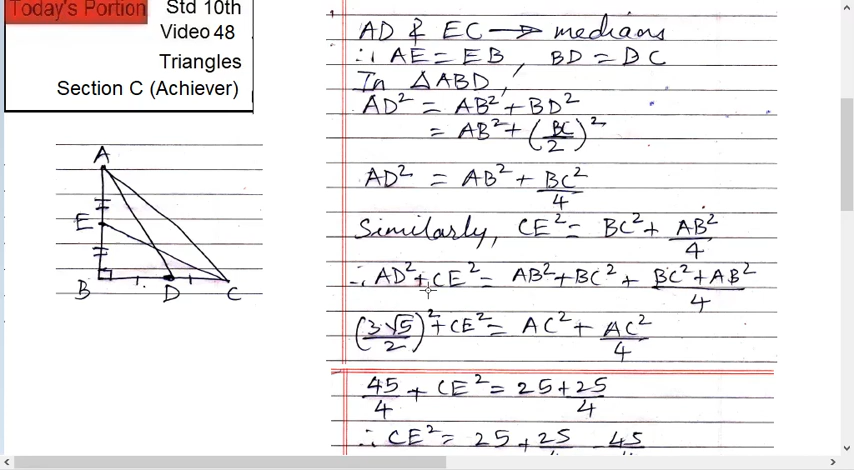 Today's Portion
Std 10th
Video 48
Triangles
Section C (Achiever)
A
E
B
D
C
AD & EC → medians
∴ AE = EB, BD = DC
In △ABD,
AD² = AB² + BD²
= AB² + (BC/2)²
AD² = AB² + BC²/4
Similarly, CE² = BC² + AB²/4
∴ AD² + CE² = AB² + BC² + BC² + AB²/4
(3√5/2)² + CE² = AC² + AC²/4
45/4 + CE² = 25 + 25/4
∴ CE² = 25 + 25 - 45